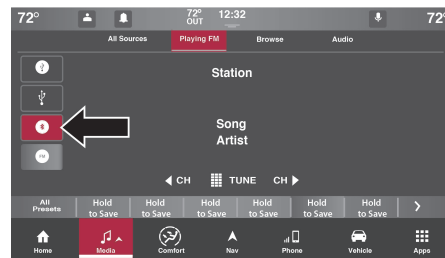 72° 72° OUT 12:32 72°
All Sources Playing FM Browse Audio
Station
Song
Artist
CH TUNE CH
All Presets Hold to Save Hold to Save Hold to Save Hold to Save Hold to Save Hold to Save
Home Media Comfort Nav Phone Vehicle Apps